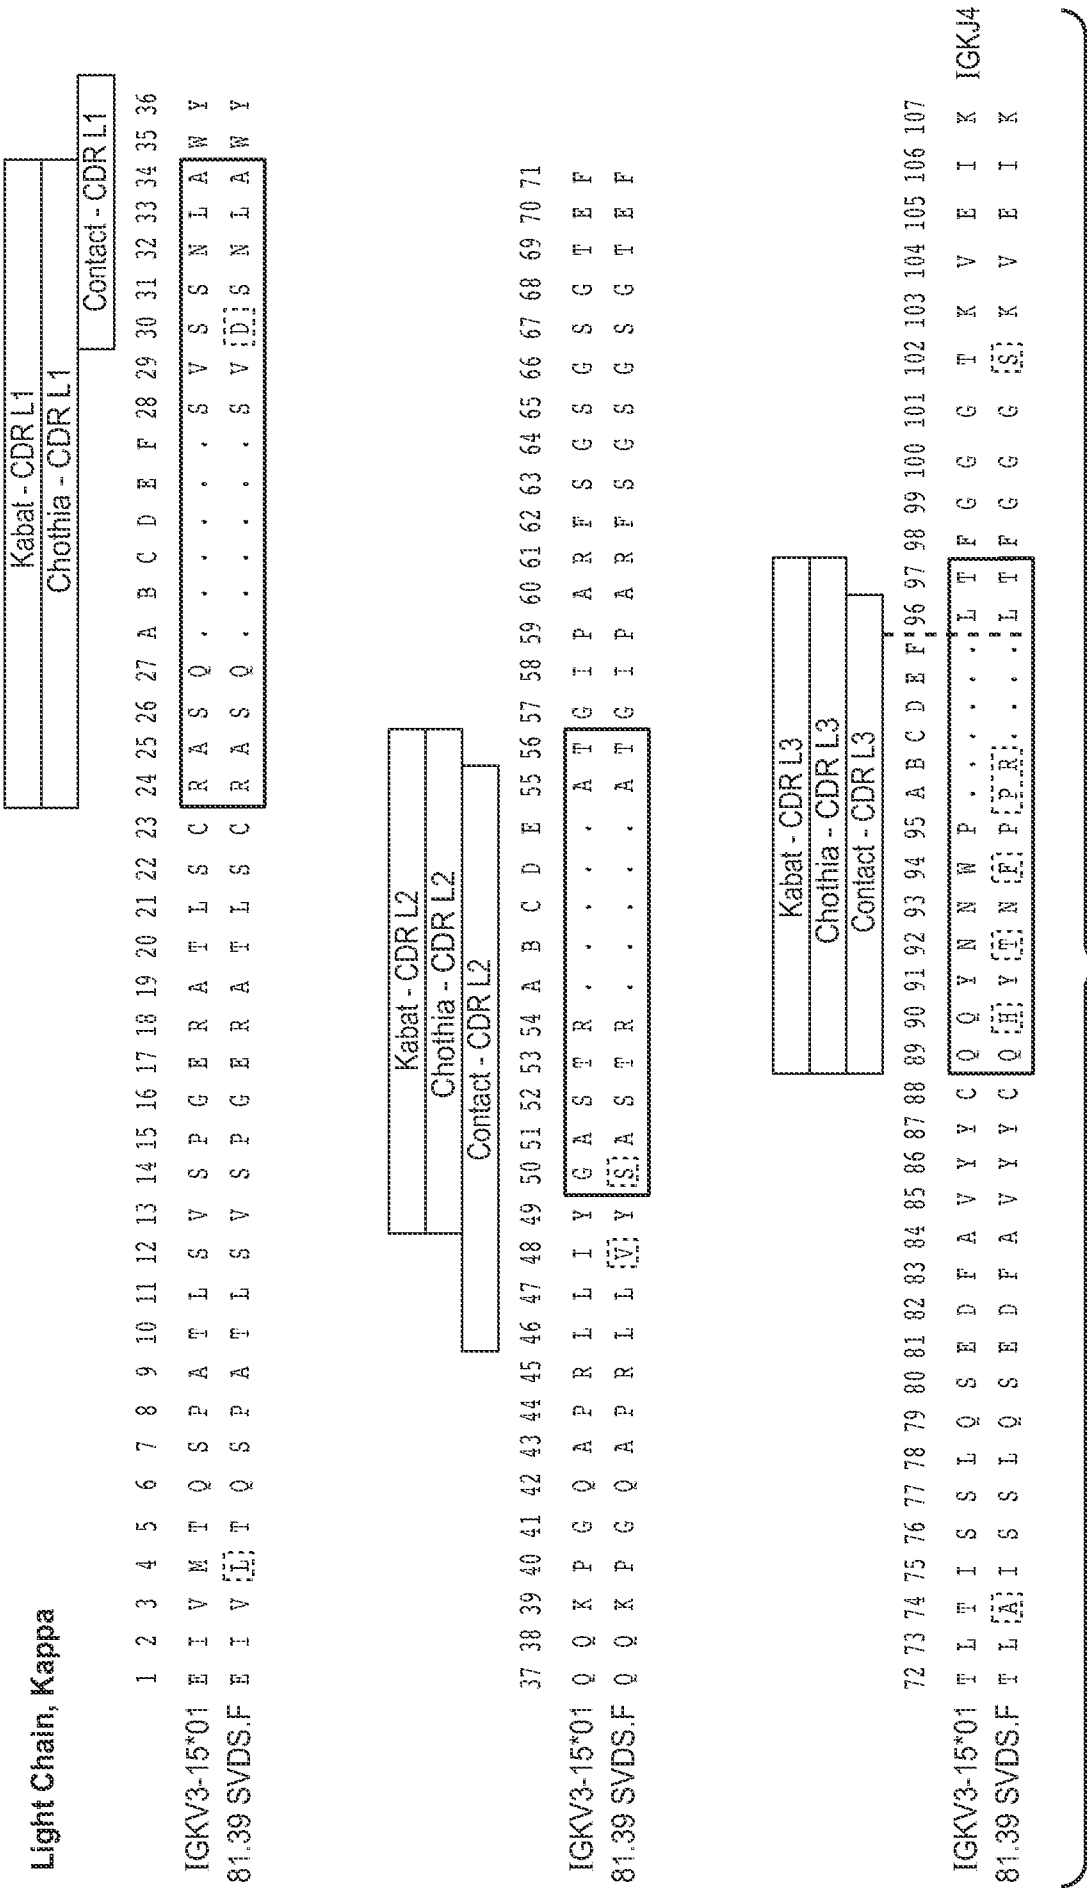 Light Chain, Kappa
Kabat - CDR L1
Chothia - CDR L1
Contact - CDR L1
1 2 3 4 5 6 7 8 9 10 11 12 13 14 15 16 17 18 19 20 21 22 23 24 25 26 27 A B C D E F 28 29 30 31 32 33 34 35 36
IGKV3-15*01 E I V M T Q S P A T L S V S P G E R A T L S C R A S Q . . . . . . S V S S N L A W Y
81.39 SVDS.F E I V L T Q S P A T L S V S P G E R A T L S C R A S Q . . . . . . S V D S N L A W Y
Kabat - CDR L2
Chothia - CDR L2
Contact - CDR L2
37 38 39 40 41 42 43 44 45 46 47 48 49 50 51 52 53 54 A B C D E 55 56 57 58 59 60 61 62 63 64 65 66 67 68 69 70 71
IGKV3-15*01 Q Q K P G Q A P R L L I Y G A S T R . . . . . A T G I P A R F S G S G S G T E F
81.39 SVDS.F Q Q K P G Q A P R L L V Y S A S T R . . . . . A T G I P A R F S G S G S G T E F
Kabat - CDR L3
Chothia - CDR L3
Contact - CDR L3
72 73 74 75 76 77 78 79 80 81 82 83 84 85 86 87 88 89 90 91 92 93 94 95 A B C D E F 96 97 98 99 100 101 102 103 104 105 106 107
IGKV3-15*01 T L T I S S L Q S E D F A V Y Y C Q Q Y N N W P . . . . . . L T F G G G T K V E I K IGKJ4
81.39 SVDS.F T L A I S S L Q S E D F A V Y Y C Q H Y T N F P P R . . . . L T F G G G S K V E I K